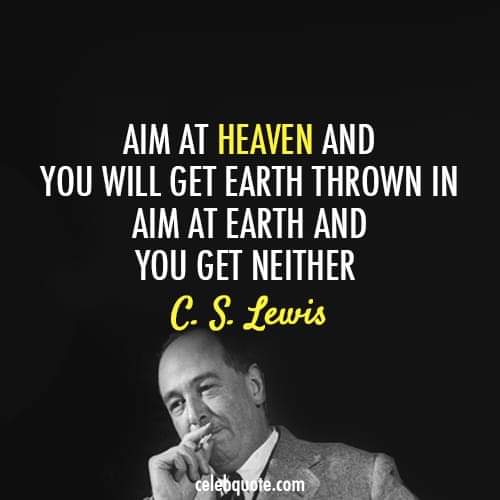 AIM AT HEAVEN AND
YOU WILL GET EARTH THROWN IN
AIM AT EARTH AND
YOU GET NEITHER
C. S. Lewis
celebquote.com